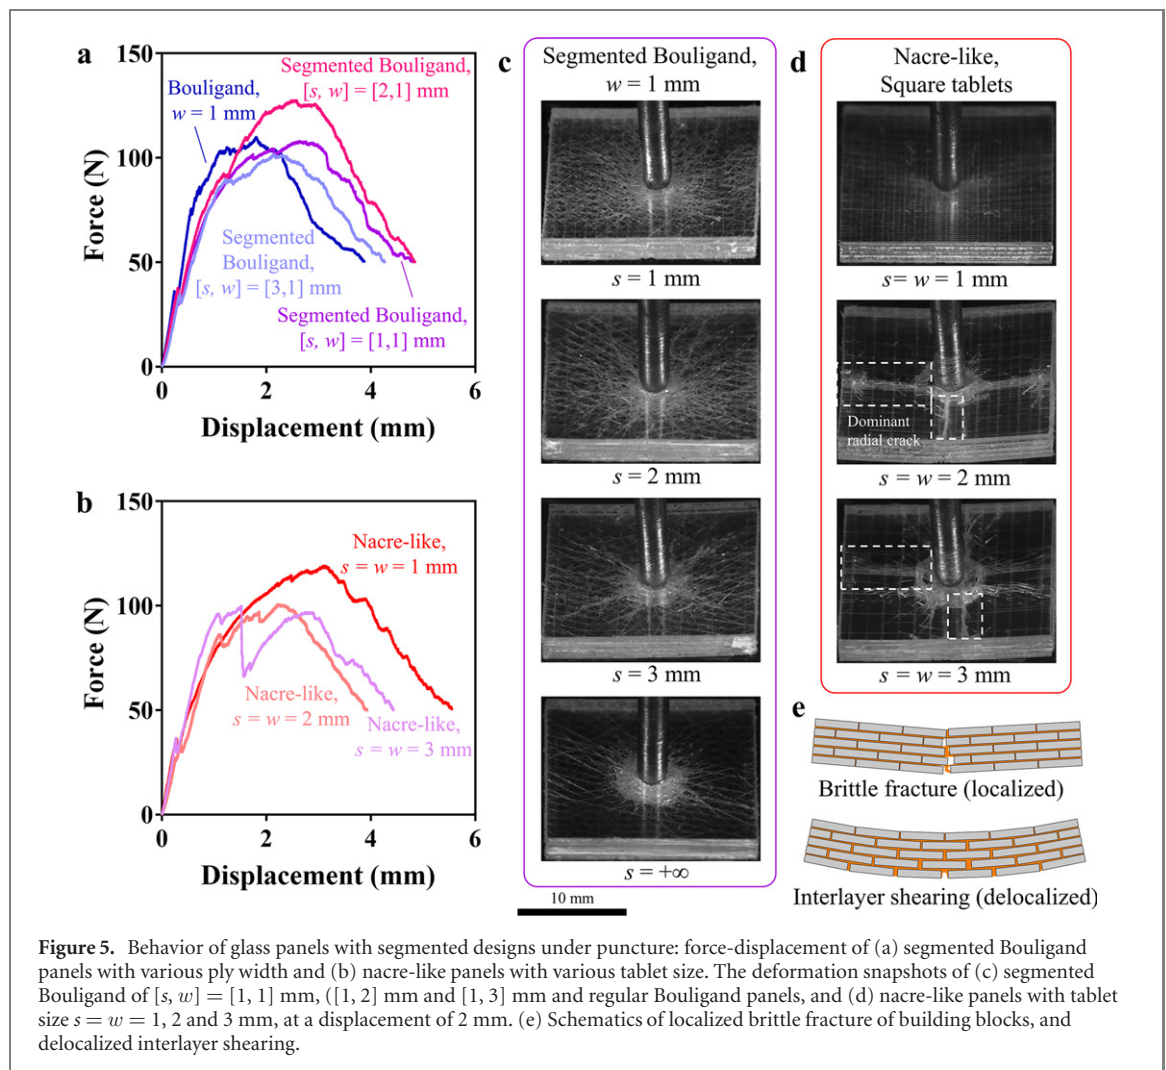 a
150
100
50
0
Force (N)
0
2
4
6
Displacement (mm)
Bouligand,
w = 1 mm
Segmented Bouligand,
[s, w] = [2,1] mm
Segmented
Bouligand,
[s, w] = [3,1] mm
Segmented Bouligand,
[s, w] = [1,1] mm
b
150
100
50
0
Force (N)
0
2
4
6
Displacement (mm)
Nacre-like,
s = w = 1 mm
Nacre-like,
s = w = 2 mm
Nacre-like,
s = w = 3 mm
c
Segmented Bouligand,
w = 1 mm
s = 1 mm
s = 2 mm
s = 3 mm
s = +∞
10 mm
d
Nacre-like,
Square tablets
s= w = 1 mm
Dominant
radial crack
s = w = 2 mm
s = w = 3 mm
e
Brittle fracture (localized)
Interlayer shearing (delocalized)
Figure 5. Behavior of glass panels with segmented designs under puncture: force-displacement of (a) segmented Bouligand
panels with various ply width and (b) nacre-like panels with various tablet size. The deformation snapshots of (c) segmented
Bouligand of [s, w] = [1, 1] mm, ([1, 2] mm and [1, 3] mm and regular Bouligand panels, and (d) nacre-like panels with tablet
size s = w = 1, 2 and 3 mm, at a displacement of 2 mm. (e) Schematics of localized brittle fracture of building blocks, and
delocalized interlayer shearing.